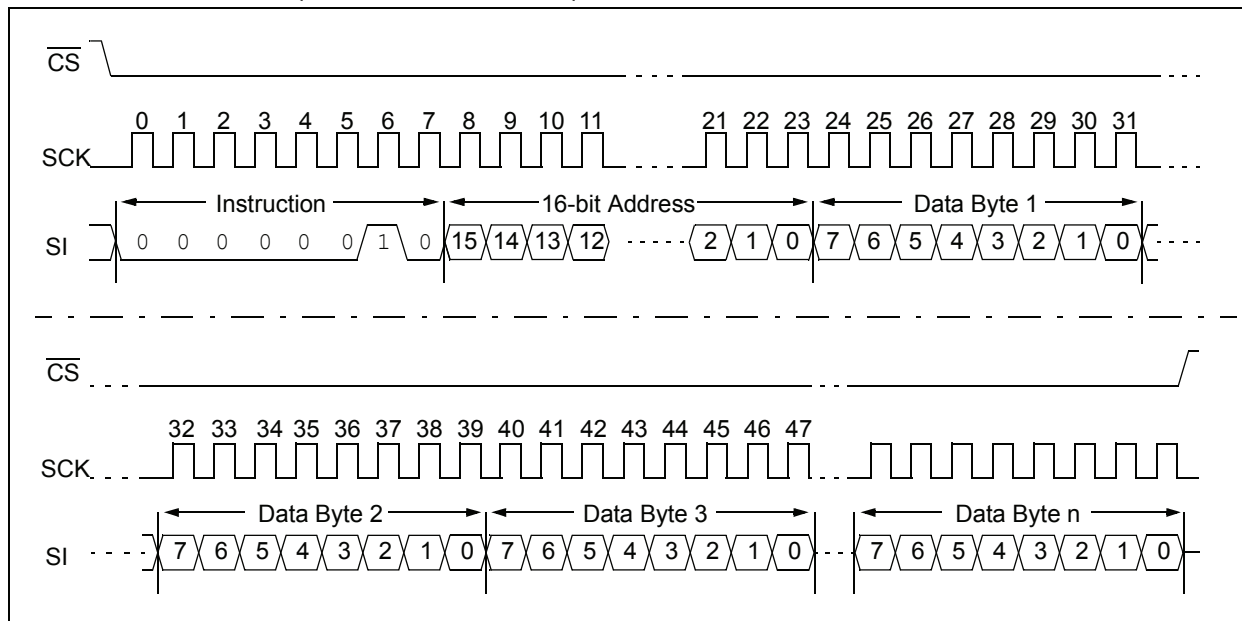 CS
0 1 2 3 4 5 6 7 8 9 10 11 21 22 23 24 25 26 27 28 29 30 31
SCK
Instruction 16-bit Address Data Byte 1
SI 0 0 0 0 0 0 1 0 15 14 13 12 2 1 0 7 6 5 4 3 2 1 0
CS
32 33 34 35 36 37 38 39 40 41 42 43 44 45 46 47
SCK
Data Byte 2 Data Byte 3 Data Byte n
SI 7 6 5 4 3 2 1 0 7 6 5 4 3 2 1 0 7 6 5 4 3 2 1 0